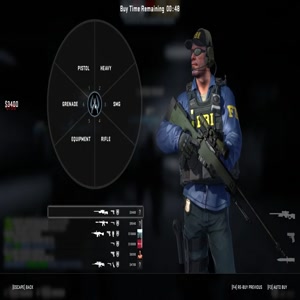 Buy Time Remaining 00:48
PISTOL HEAVY
$3400
GRENADE SMG
EQUIPMENT RIFLE
FBI
[ESCAPE] BACK
[F4] RE-BUY PREVIOUS [F3] AUTO BUY